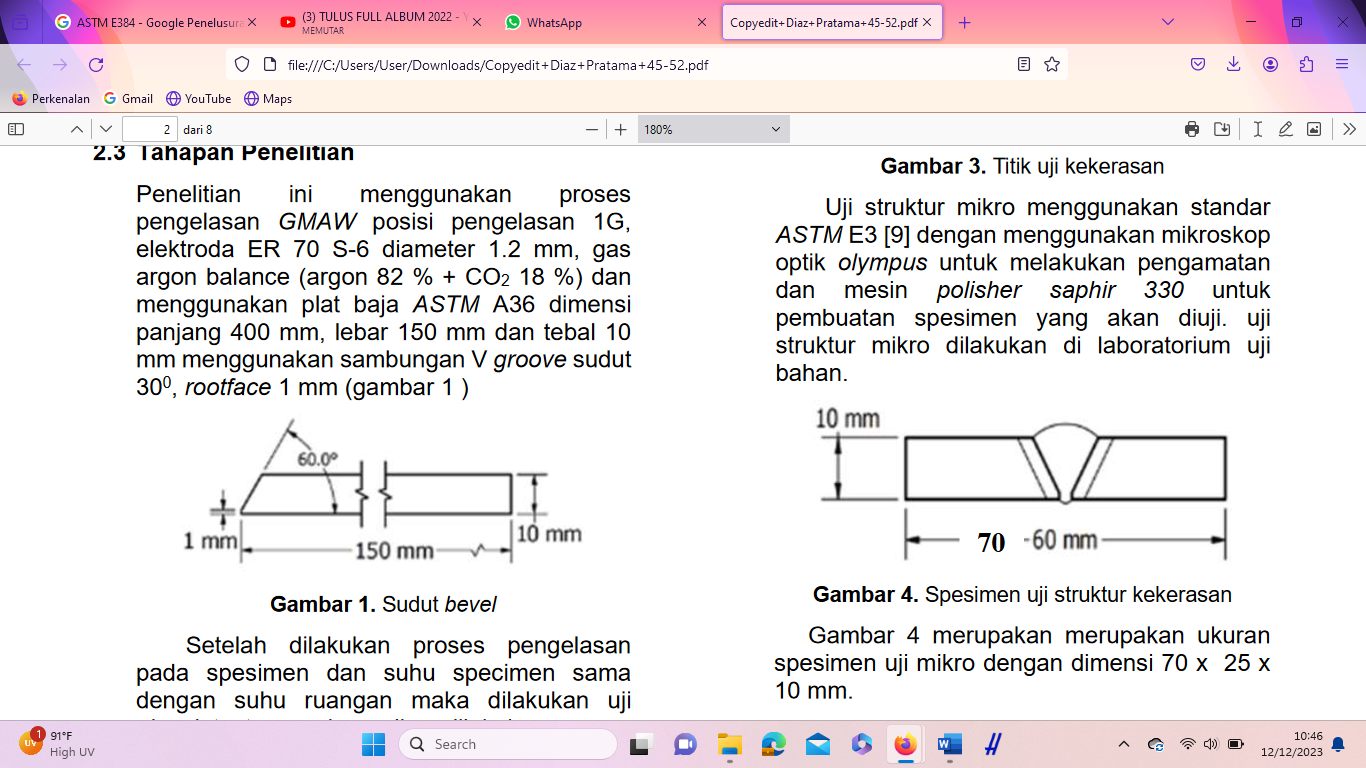 ASTM E384 - Google Penelusura
(3) TULUS FULL ALBUM 2022 - Y
MEMUTAR
WhatsApp
Copyedit+Diaz+Pratama+45-52.pdf
file:///C:/Users/User/Downloads/Copyedit+Diaz+Pratama+45-52.pdf
Perkenalan
Gmail
YouTube
Maps
2
dari 8
180%
2.3 Tahapan Penelitian
Penelitian ini menggunakan proses
pengelasan GMAW posisi pengelasan 1G,
elektroda ER 70 S-6 diameter 1.2 mm, gas
argon balance (argon 82 % + CO2 18 %) dan
menggunakan plat baja ASTM A36 dimensi
panjang 400 mm, lebar 150 mm dan tebal 10
mm menggunakan sambungan V groove sudut
30⁰, rootface 1 mm (gambar 1 )
60.0°
1 mm
150 mm
10 mm
Gambar 1. Sudut bevel
Setelah dilakukan proses pengelasan
pada spesimen dan suhu specimen sama
dengan suhu ruangan maka dilakukan uji
Gambar 3. Titik uji kekerasan
Uji struktur mikro menggunakan standar
ASTM E3 [9] dengan menggunakan mikroskop
optik olympus untuk melakukan pengamatan
dan mesin polisher saphir 330 untuk
pembuatan spesimen yang akan diuji. uji
struktur mikro dilakukan di laboratorium uji
bahan.
10 mm
70 -60 mm
Gambar 4. Spesimen uji struktur kekerasan
Gambar 4 merupakan merupakan ukuran
spesimen uji mikro dengan dimensi 70 x 25 x
10 mm.
UV
1
91°F
High UV
Search
10:46
12/12/2023